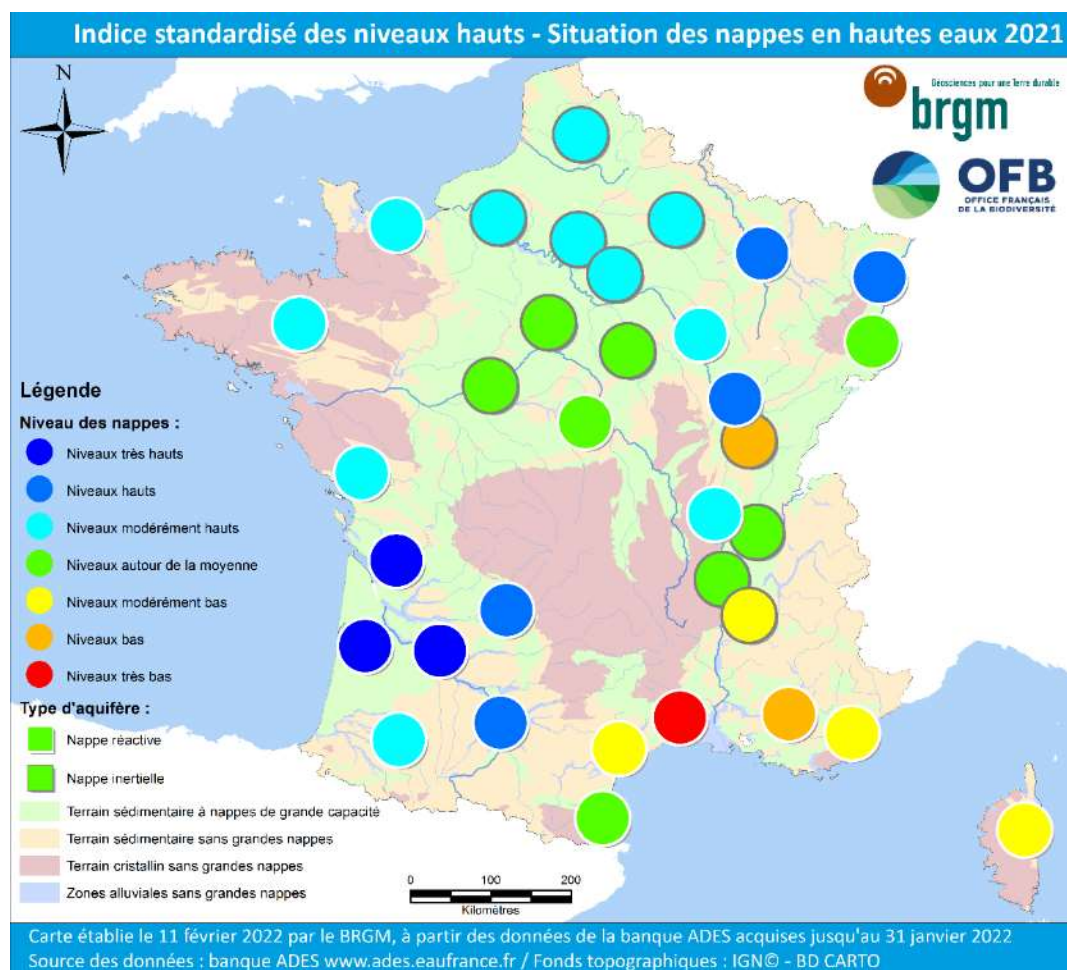 Indice standardisé des niveaux hauts - Situation des nappes en hautes eaux 2021
N
Géosciences pour une Terre durable
brgm
OFB
OFFICE FRANÇAIS
DE LA BIODIVERSITÉ
Légende
Niveau des nappes :
Niveaux très hauts
Niveaux hauts
Niveaux modérément hauts
Niveaux autour de la moyenne
Niveaux modérément bas
Niveaux bas
Niveaux très bas
Type d'aquifère :
Nappe réactive
Nappe inertielle
Terrain sédimentaire à nappes de grande capacité
Terrain sédimentaire sans grandes nappes
Terrain cristallin sans grandes nappes
Zones alluviales sans grandes nappes
0 100 200
Kilomètres
Carte établie le 11 février 2022 par le BRGM, à partir des données de la banque ADES acquises jusqu'au 31 janvier 2022
Source des données : banque ADES www.ades.eaufrance.fr / Fonds topographiques : IGN© - BD CARTO